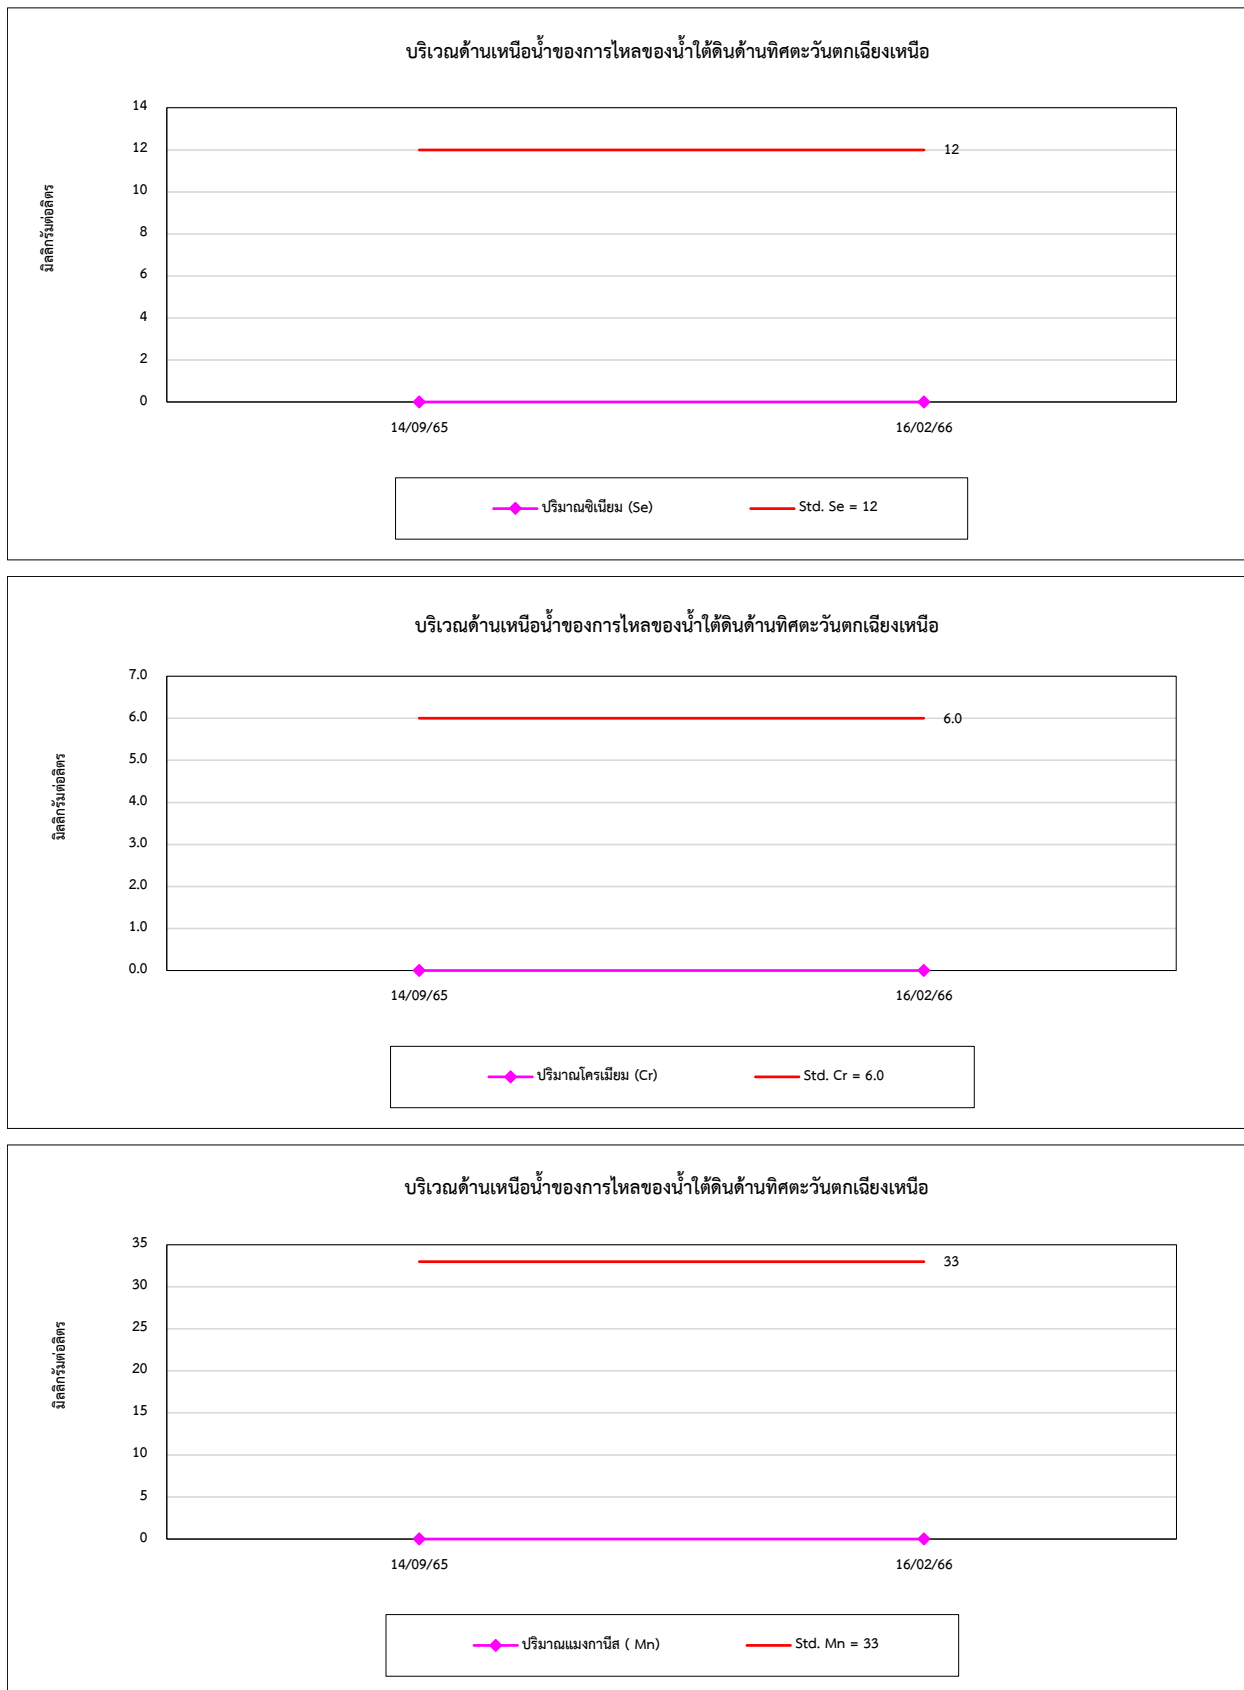 บริเวณด้านเหนือน้ำของการไหลของน้ำใต้ดินด้านทิศตะวันตกเฉียงเหนือ
มิลลิกรัมต่อลิตร
14
12
10
8
6
4
2
0
12
14/09/65
16/02/66
ปริมาณซิเนียม (Se)
Std. Se = 12
บริเวณด้านเหนือน้ำของการไหลของน้ำใต้ดินด้านทิศตะวันตกเฉียงเหนือ
มิลลิกรัมต่อลิตร
7.0
6.0
5.0
4.0
3.0
2.0
1.0
0.0
6.0
14/09/65
16/02/66
ปริมาณโครเมียม (Cr)
Std. Cr = 6.0
บริเวณด้านเหนือน้ำของการไหลของน้ำใต้ดินด้านทิศตะวันตกเฉียงเหนือ
มิลลิกรัมต่อลิตร
35
30
25
20
15
10
5
0
33
14/09/65
16/02/66
ปริมาณแมงกานีส ( Mn)
Std. Mn = 33